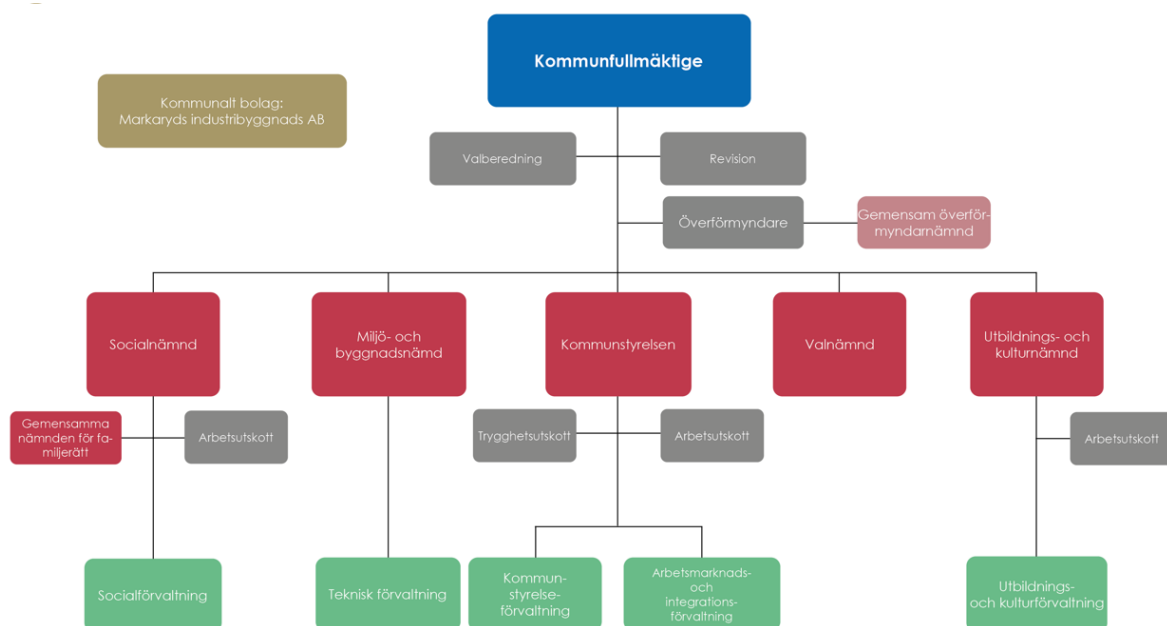 Kommunfullmäktige
Kommunalt bolag:
Markaryds industribyggnads AB
Valberedning
Revision
Överförmyndare
Gemensam överför-
myndarnämnd
Socialnämnd
Miljö- och
byggnadsnämd
Kommunstyrelsen
Valnämnd
Utbildnings- och
kulturnämnd
Gemensamma
nämnden för fa-
miljerätt
Arbetsutskott
Trygghetsutskott
Arbetsutskott
Arbetsutskott
Socialförvaltning
Teknisk förvaltning
Kommun-
styrelse-
förvaltning
Arbetsmarknads-
och
integrations-
förvaltning
Utbildnings-
och kulturförvaltning